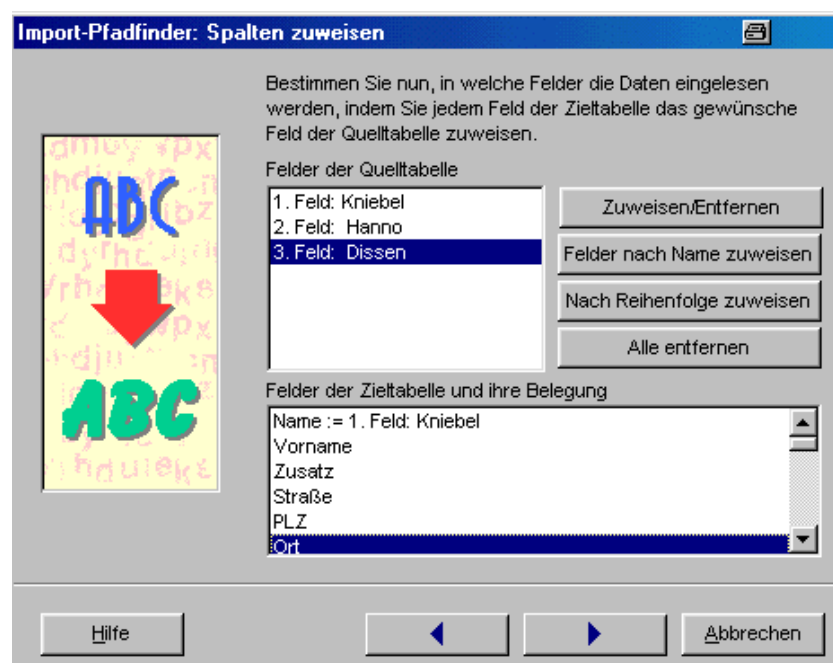 Import-Pfadfinder: Spalten zuweisen
Bestimmen Sie nun, in welche Felder die Daten eingelesen
werden, indem Sie jedem Feld der Zieltabelle das gewünsche
Feld der Quelltabelle zuweisen.
ABC
ABC
Felder der Quelltabelle
1. Feld: Kniebel
2. Feld: Hanno
3. Feld: Dissen
Zuweisen/Entfernen
Felder nach Name zuweisen
Nach Reihenfolge zuweisen
Alle entfernen
Felder der Zieltabelle und ihre Belegung
Name := 1. Feld: Kniebel
Vorname
Zusatz
Straße
PLZ
Ort
Hilfe
Abbrechen